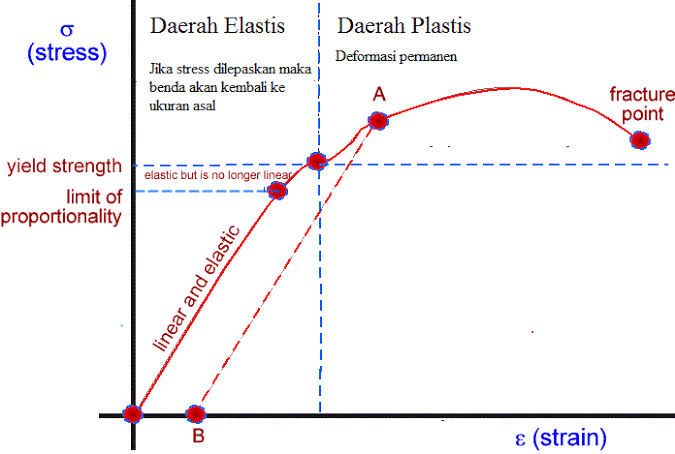 σ
(stress)
Daerah Elastis
Daerah Plastis
Jika stress dilepaskan maka
benda akan kembali ke
ukuran asal
Deformasi permanen
A
fracture
point
yield strength
elastic but is no longer linear
limit of
proportionality
linear and elastic
B
ε (strain)